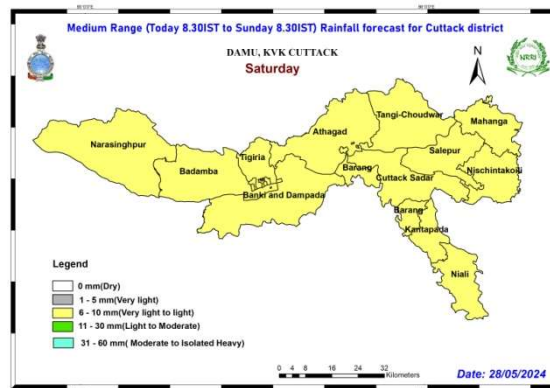 Medium Range (Today 8.30IST to Sunday 8.30IST) Rainfall forecast for Cuttack district
DAMU, KVK CUTTACK
Saturday
N
NRRI
Tangi-Choudwar
Mahanga
Athagad
Narasinghpur
Salepur
Tigiria
Badamba
Barang
Nischintakoili
Cuttack Sadar
Banki and Dampada
Barang
Kantapada
Niali
Legend
0 mm(Dry)
1 - 5 mm(Very light)
6 - 10 mm(Very light to light)
11 - 30 mm(Light to Moderate)
31 - 60 mm( Moderate to Isolated Heavy)
0 4 8 16 24 32
Kilometers
Date: 28/05/2024